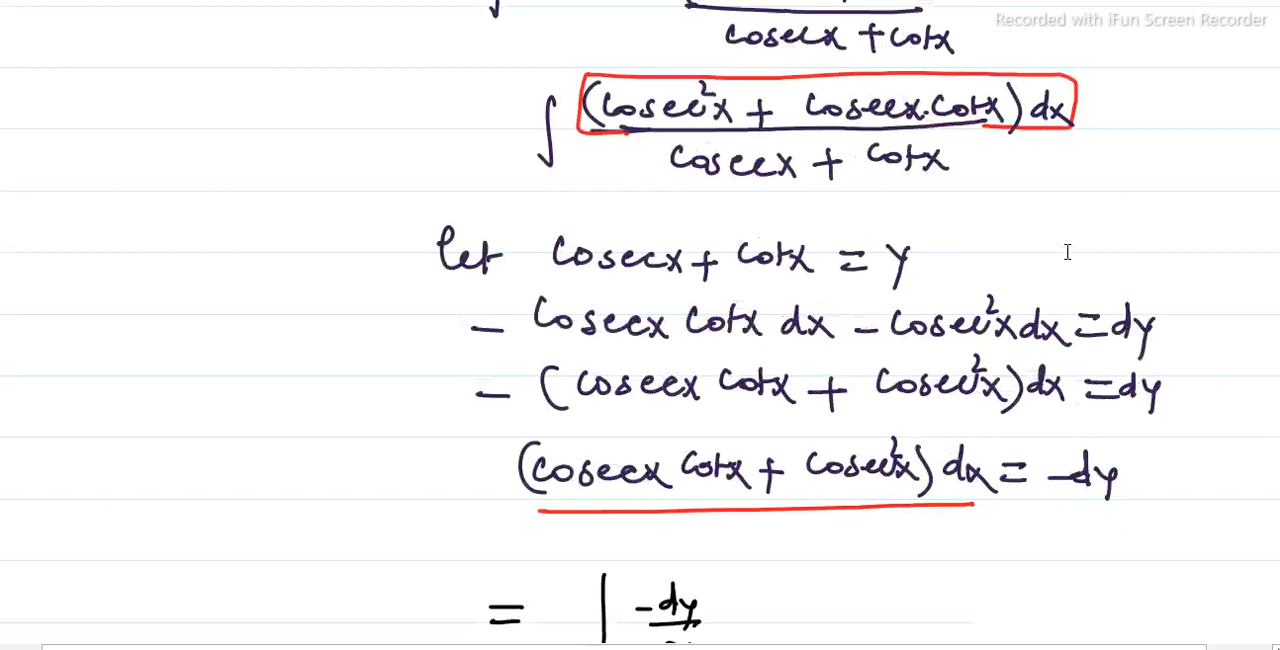 Recorded with iFun Screen Recorder
cosecx + cotx
∫ (cosec²x + cosecx.cotx) dx
cosecx + cotx
let cosecx + cotx = y
- cosecx cotx dx - cosec²x dx = dy
- (cosecx cotx + cosec²x) dx = dy
(cosecx cotx + cosec²x) dx = -dy
= ∫ -dy